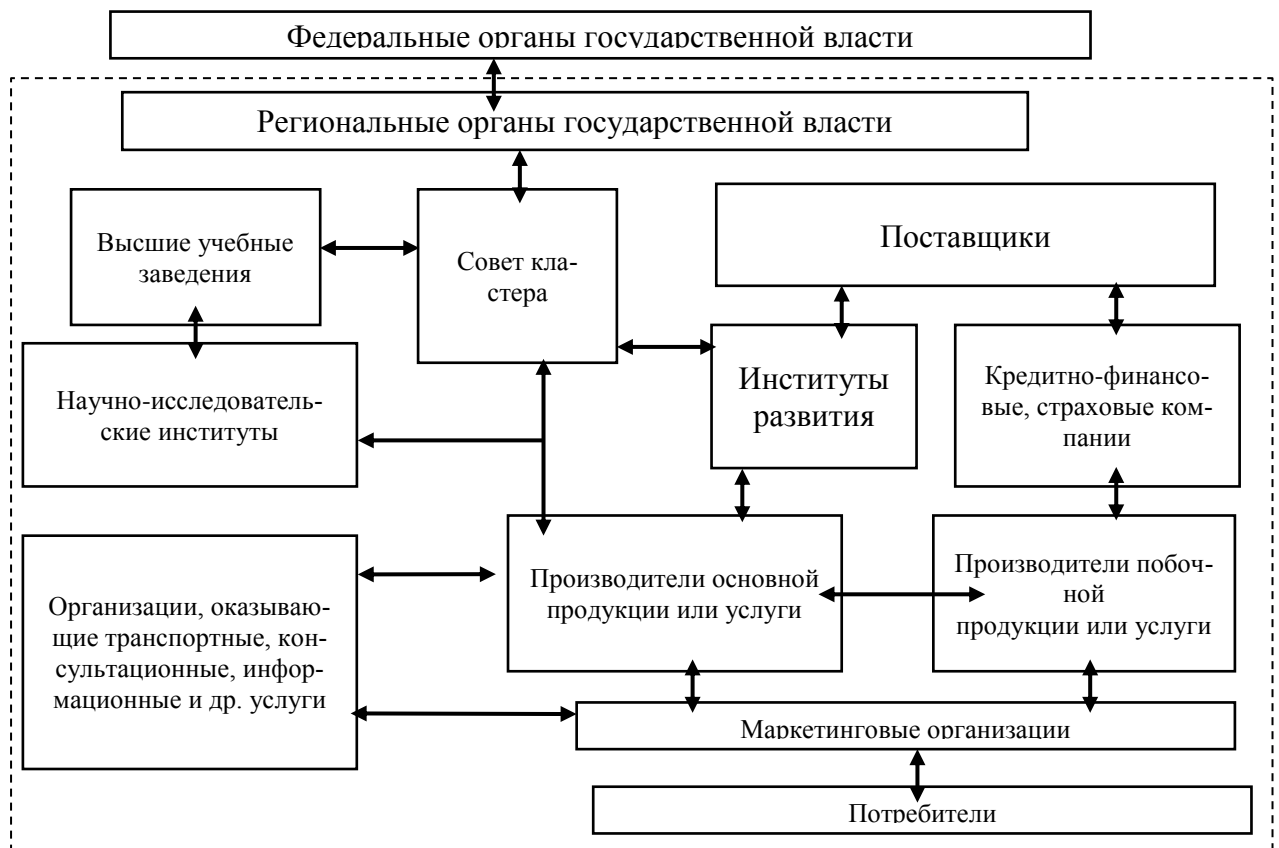 Федеральные органы государственной власти
Региональные органы государственной власти
Высшие учебные
заведения
Совет кла-
стера
Поставщики
Научно-исследователь-
ские институты
Институты
развития
Кредитно-финансо-
вые, страховые ком-
пании
Организации, оказываю-
щие транспортные, кон-
сультационные, инфор-
мационные и др. услуги
Производители основной
продукции или услуги
Производители побоч-
ной
продукции или услуги
Маркетинговые организации
Потребители